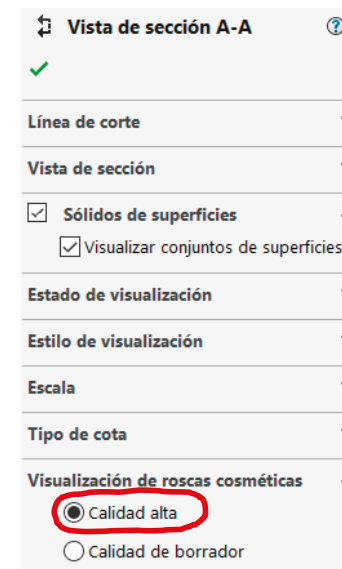 Vista de sección A-A
Línea de corte
Vista de sección
Sólidos de superficies
Visualizar conjuntos de superficies
Estado de visualización
Estilo de visualización
Escala
Tipo de cota
Visualización de roscas cosméticas
Calidad alta
Calidad de borrador